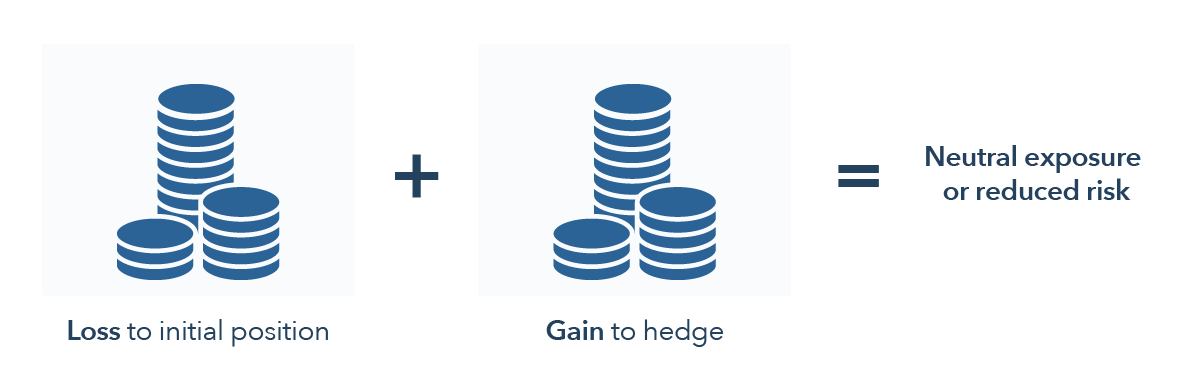 +
=
Neutral exposure
or reduced risk
Loss to initial position
Gain to hedge